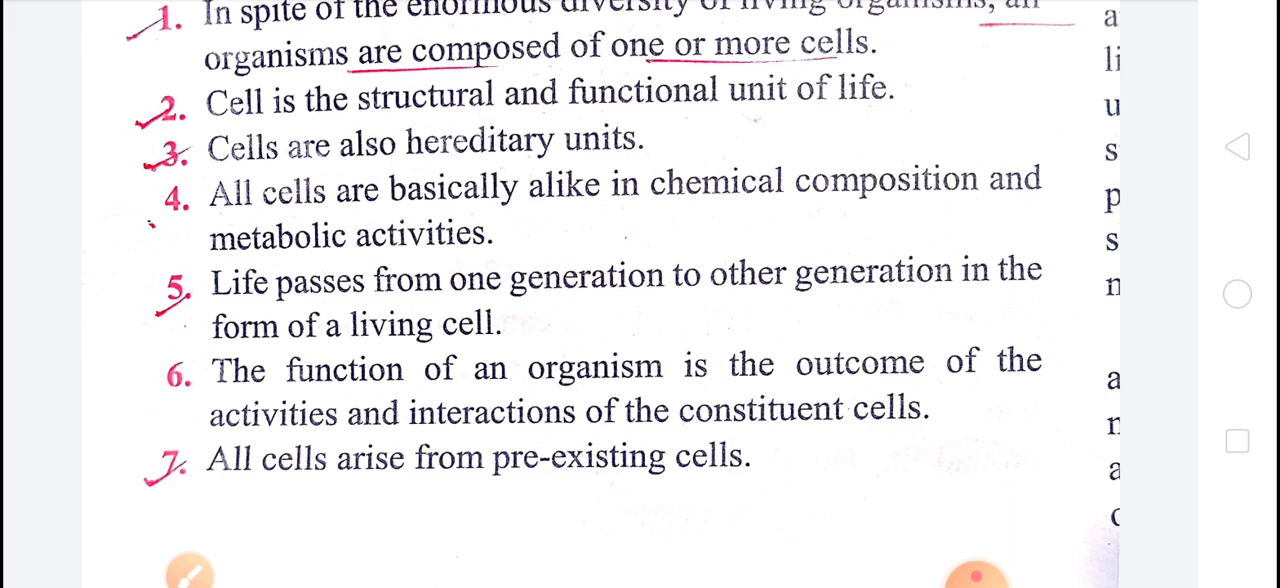 1. In spite of the enormous diversity of living organisms, all
organisms are composed of one or more cells.
2. Cell is the structural and functional unit of life.
3. Cells are also hereditary units.
4. All cells are basically alike in chemical composition and
metabolic activities.
5. Life passes from one generation to other generation in the
form of a living cell.
6. The function of an organism is the outcome of the
activities and interactions of the constituent cells.
7. All cells arise from pre-existing cells.